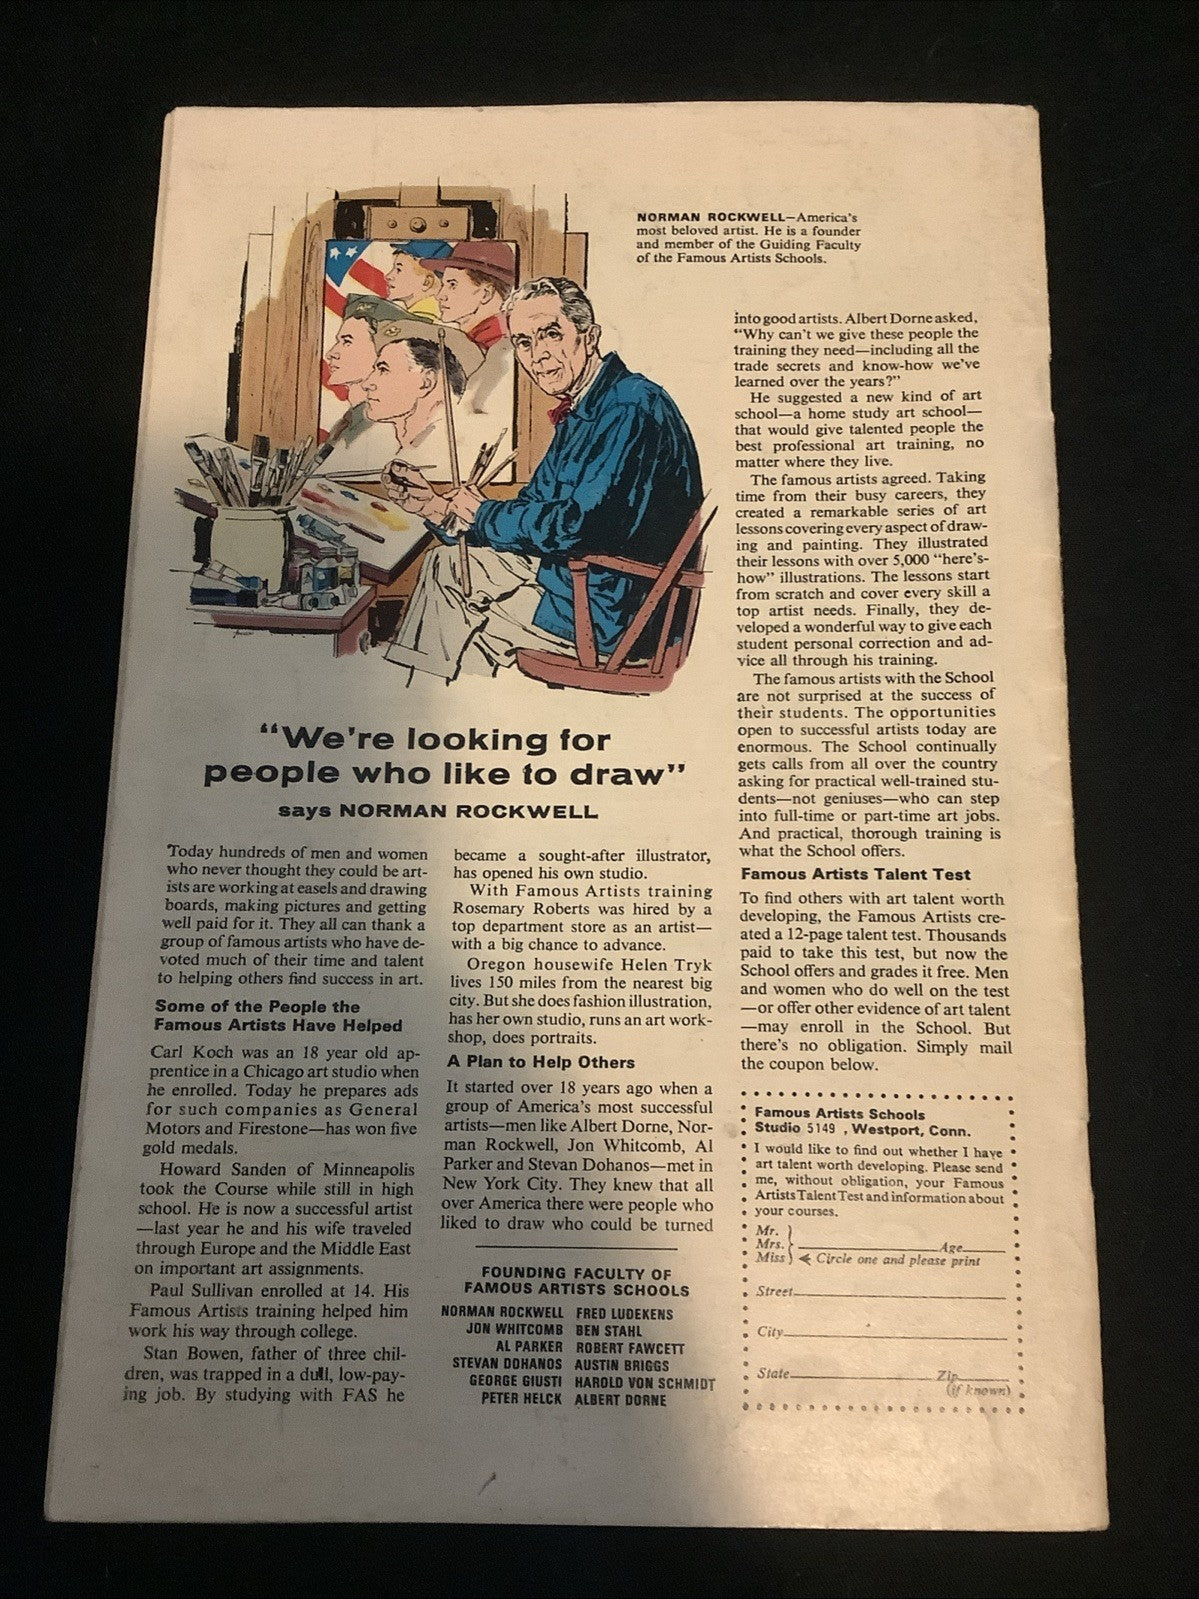 NORMAN ROCKWELL—America's
most beloved artist. He is a founder
and member of the Guiding Faculty
of the Famous Artists Schools.
"We're looking for
people who like to draw"
says NORMAN ROCKWELL
Today hundreds of men and women
who never thought they could be art-
ists are working at easels and drawing
boards, making pictures and getting
well paid for it. They all can thank a
group of famous artists who have de-
voted much of their time and talent
to helping others find success in art.
Some of the People the
Famous Artists Have Helped
Carl Koch was an 18 year old ap-
prentice in a Chicago art studio when
he enrolled. Today he prepares ads
for such companies as General
Motors and Firestone—has won five
gold medals.
Howard Sanden of Minneapolis
took the Course while still in high
school. He is now a successful artist
—last year he and his wife traveled
through Europe and the Middle East
on important art assignments.
Paul Sullivan enrolled at 14. His
Famous Artists training helped him
work his way through college.
Stan Bowen, father of three chil-
dren, was trapped in a dull, low-pay-
ing job. By studying with FAS he
became a sought-after illustrator,
has opened his own studio.
With Famous Artists training
Rosemary Roberts was hired by a
top department store as an artist—
with a big chance to advance.
Oregon housewife Helen Tryk
lives 150 miles from the nearest big
city. But she does fashion illustration,
has her own studio, runs an art work-
shop, does portraits.
A Plan to Help Others
It started over 18 years ago when a
group of America's most successful
artists—men like Albert Dorne, Nor-
man Rockwell, Jon Whitcomb, Al
Parker and Stevan Dohanos—met in
New York City. They knew that all
over America there were people who
liked to draw who could be turned
FOUNDING FACULTY OF
FAMOUS ARTISTS SCHOOLS
NORMAN ROCKWELL FRED LUDEKENS
JON WHITCOMB BEN STAHL
AL PARKER ROBERT FAWCETT
STEVAN DOHANOS AUSTIN BRIGGS
GEORGE GIUSTI HAROLD VON SCHMIDT
PETER HELCK ALBERT DORNE
into good artists. Albert Dorne asked,
"Why can't we give these people the
training they need—including all the
trade secrets and know-how we've
learned over the years?"
He suggested a new kind of art
school—a home study art school—
that would give talented people the
best professional art training, no
matter where they live.
The famous artists agreed. Taking
time from their busy careers, they
created a remarkable series of art
lessons covering every aspect of draw-
ing and painting. They illustrated
their lessons with over 5,000 "here's-
how" illustrations. The lessons start
from scratch and cover every skill a
top artist needs. Finally, they de-
veloped a wonderful way to give each
student personal correction and ad-
vice all through his training.
The famous artists with the School
are not surprised at the success of
their students. The opportunities
open to successful artists today are
enormous. The School continually
gets calls from all over the country
asking for practical well-trained stu-
dents—not geniuses—who can step
into full-time or part-time art jobs.
And practical, thorough training is
what the School offers.
Famous Artists Talent Test
To find others with art talent worth
developing, the Famous Artists cre-
ated a 12-page talent test. Thousands
paid to take this test, but now the
School offers and grades it free. Men
and women who do well on the test
—or offer other evidence of art talent
—may enroll in the School. But
there's no obligation. Simply mail
the coupon below.
Famous Artists Schools
Studio 5149 , Westport, Conn.
I would like to find out whether I have
art talent worth developing. Please send
me, without obligation, your Famous
Artists Talent Test and information about
your courses.
Mr.
Mrs. Age
Miss Circle one and please print
Street
City
State Zip
(if known)